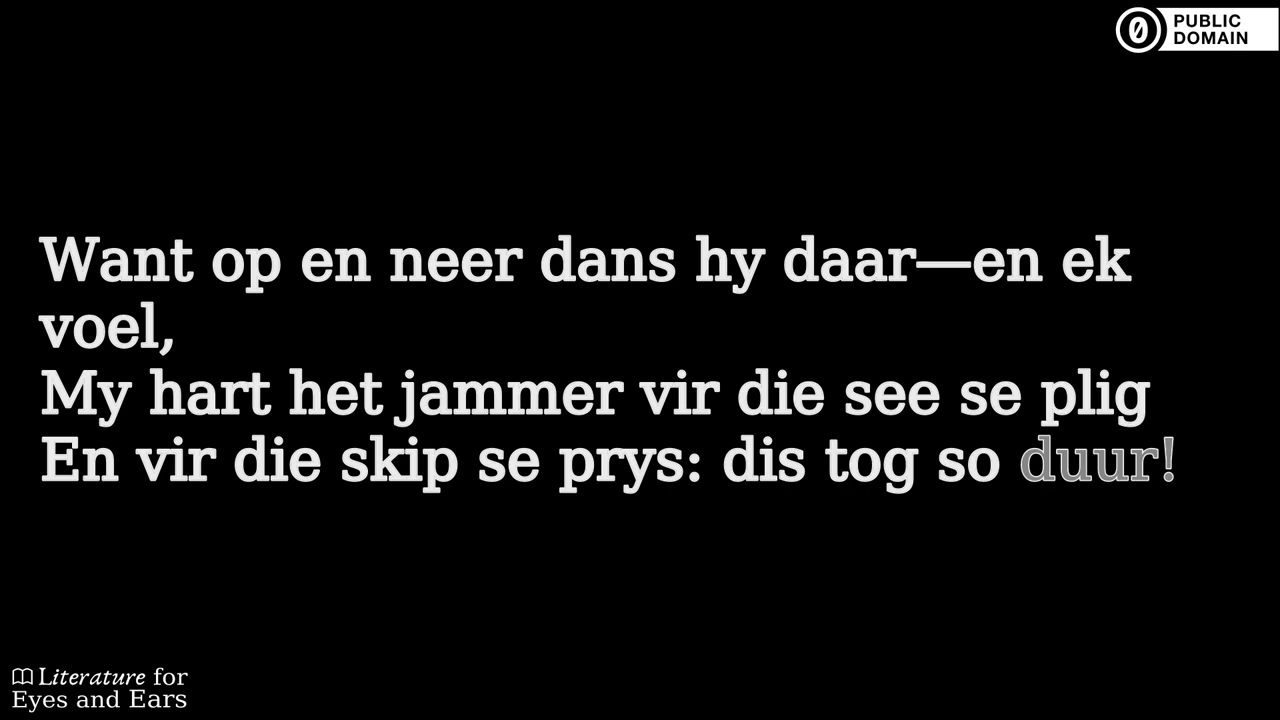 PUBLIC
DOMAIN
Want op en neer dans hy daar—en ek
voel,
My hart het jammer vir die see se plig
En vir die skip se prys: dis tog so duur!
Literature for
Eyes and Ears